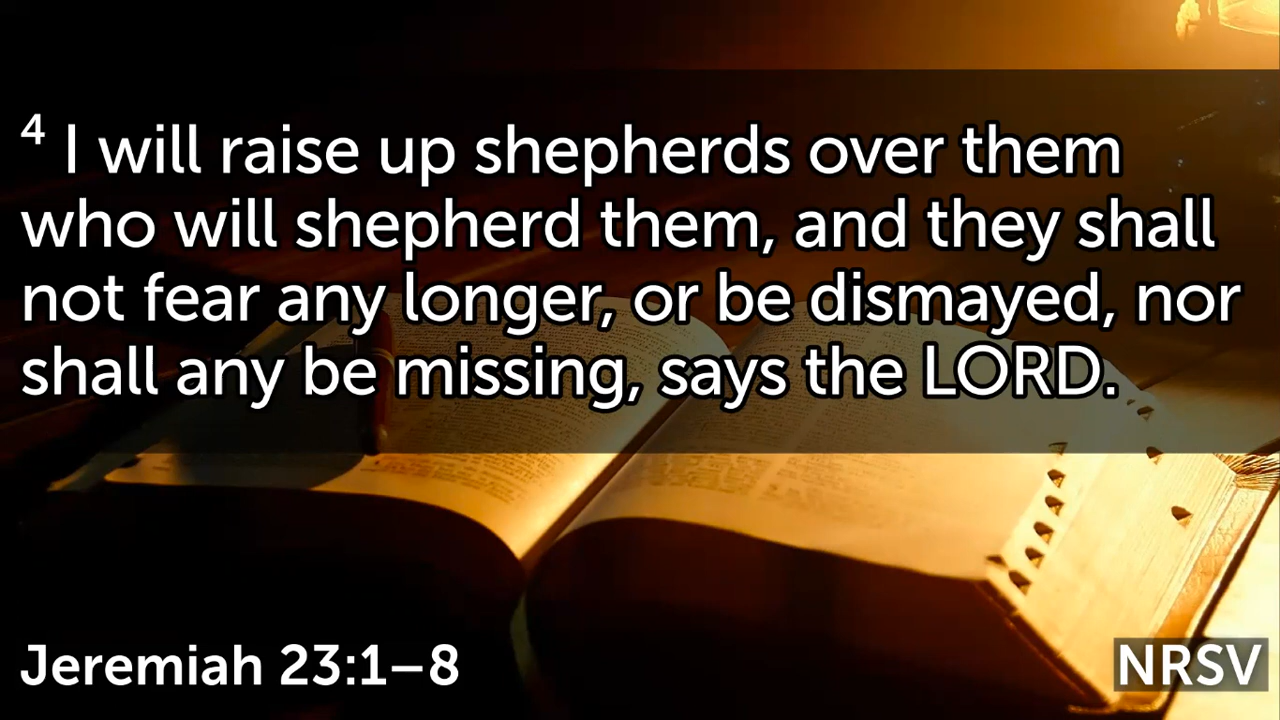 4 I will raise up shepherds over them
who will shepherd them, and they shall
not fear any longer, or be dismayed, nor
shall any be missing, says the LORD.
Jeremiah 23:1–8
NRSV